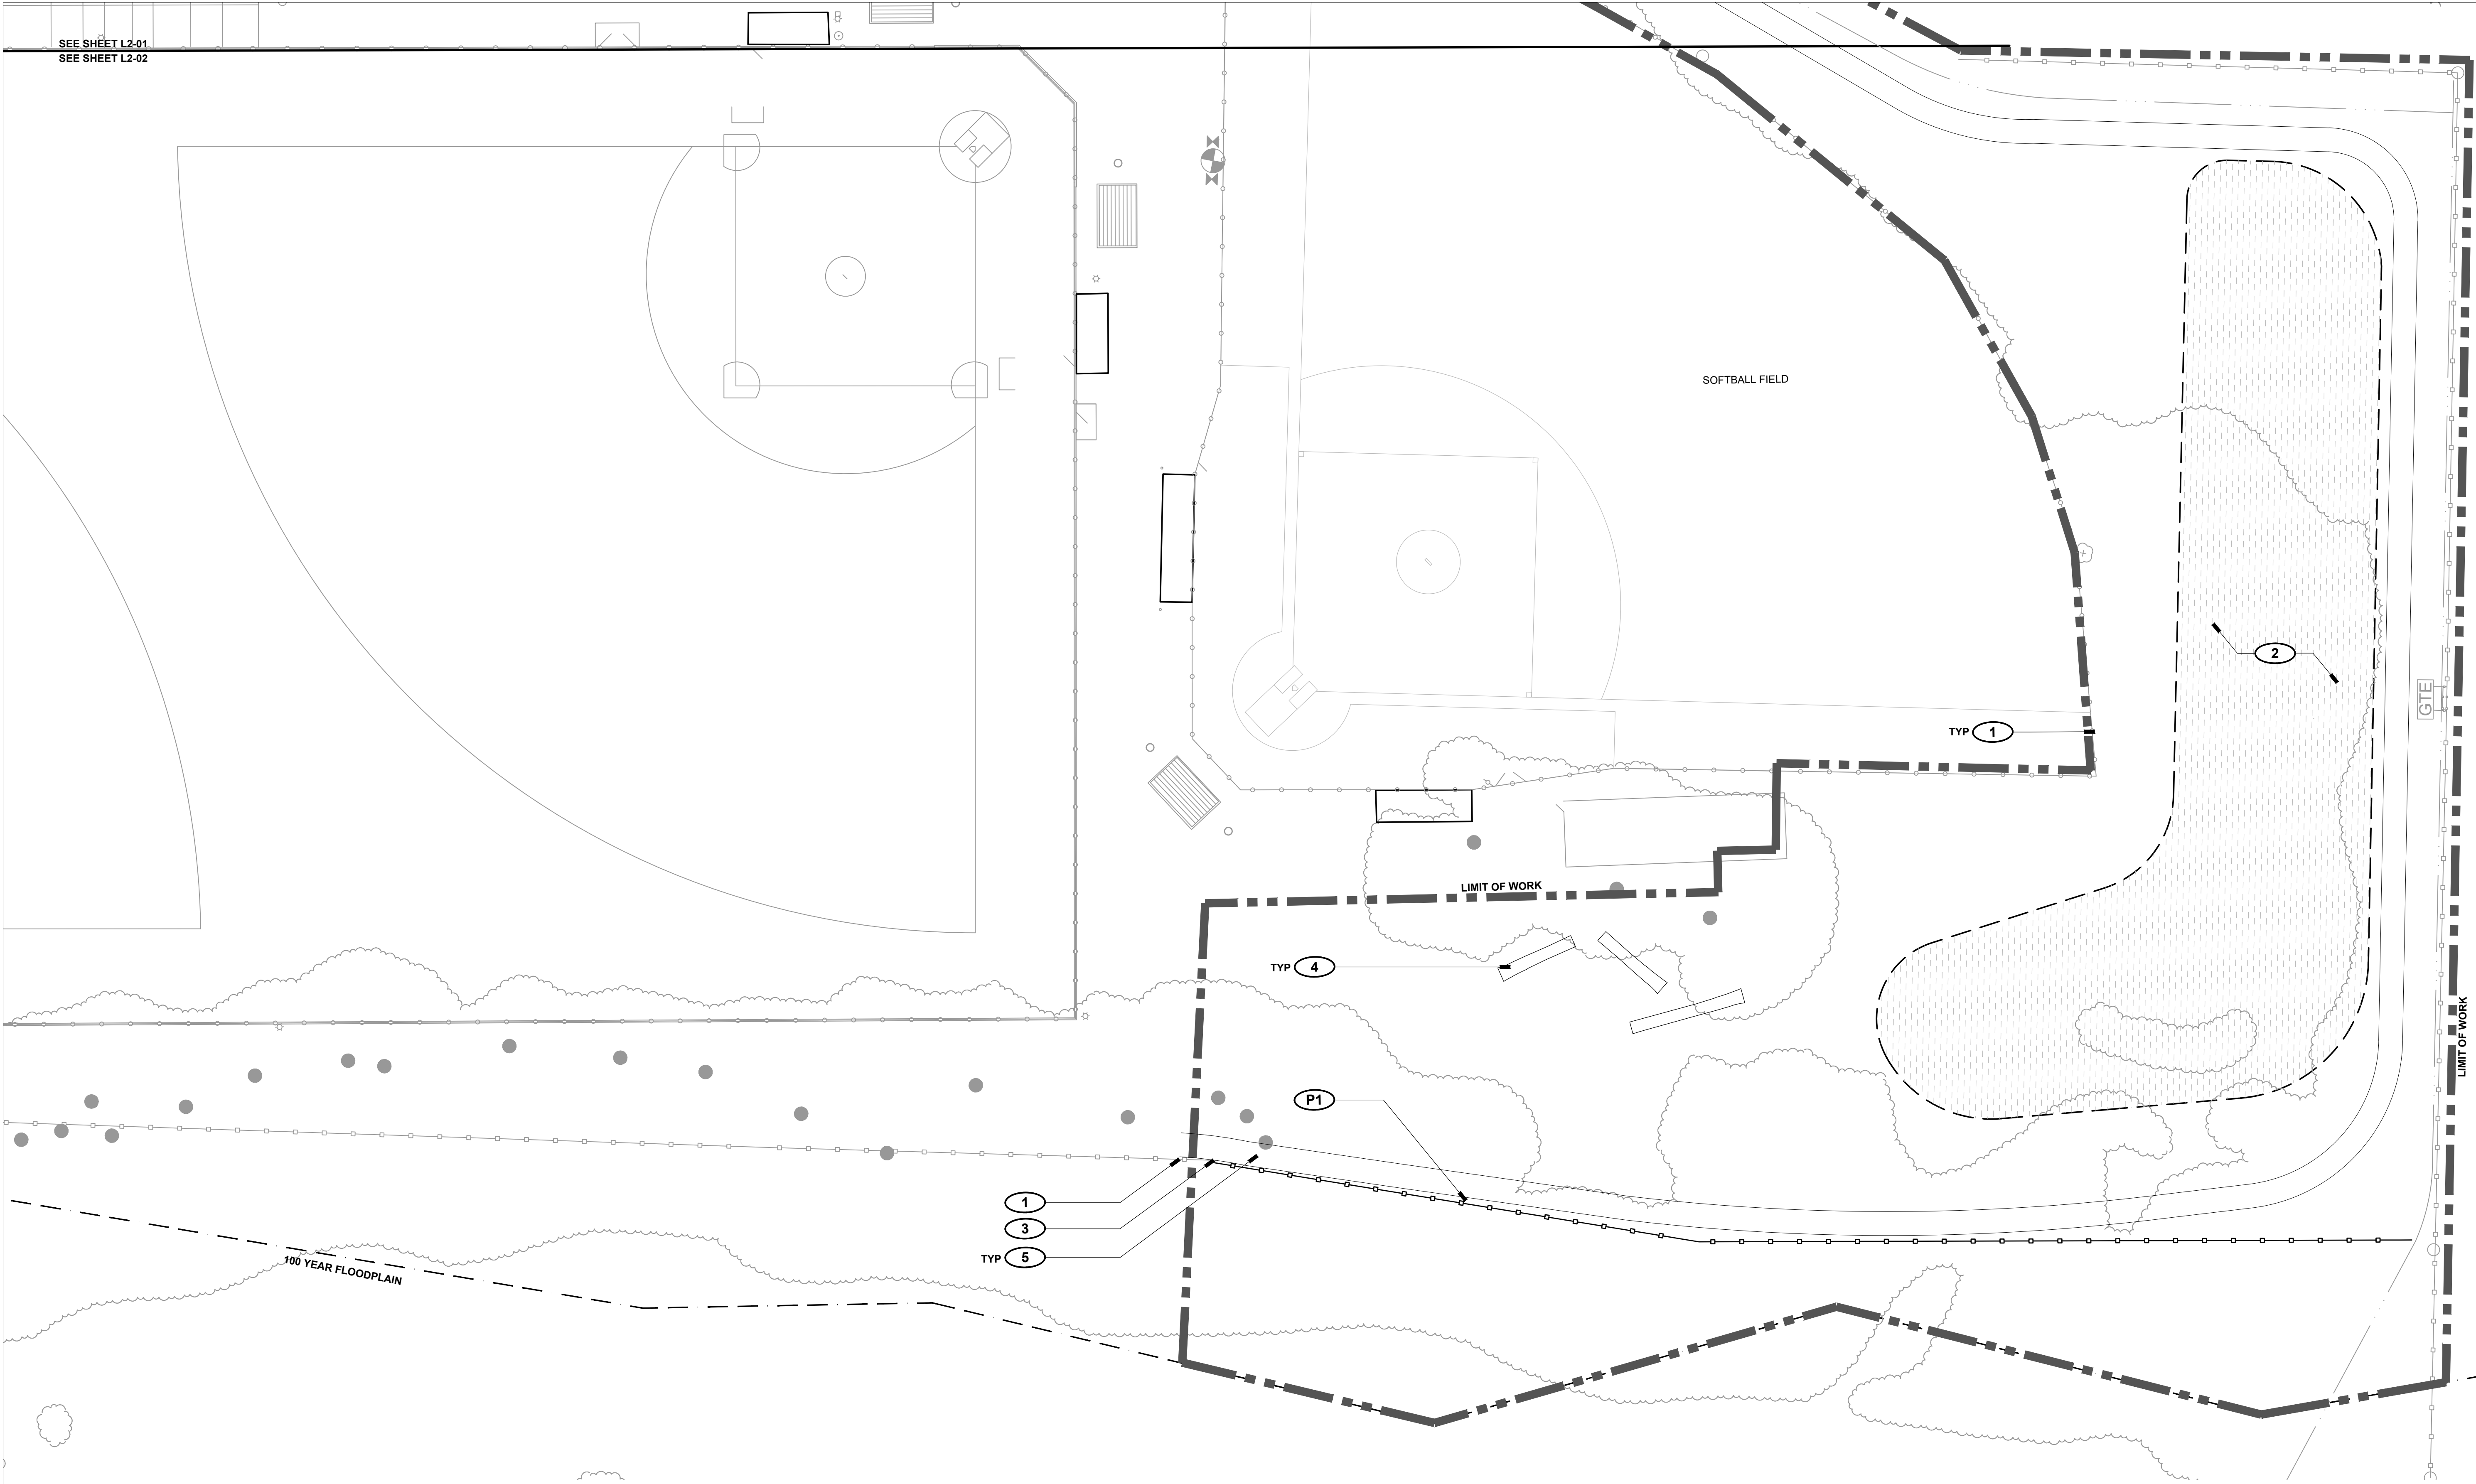 SEE SHEET L2-01
SEE SHEET L2-02
SOFTBALL FIELD
2
GTE
TYP 1
LIMIT OF WORK
TYP 4
LIMIT OF WORK
P1
1
3
TYP 5
100 YEAR FLOODPLAIN